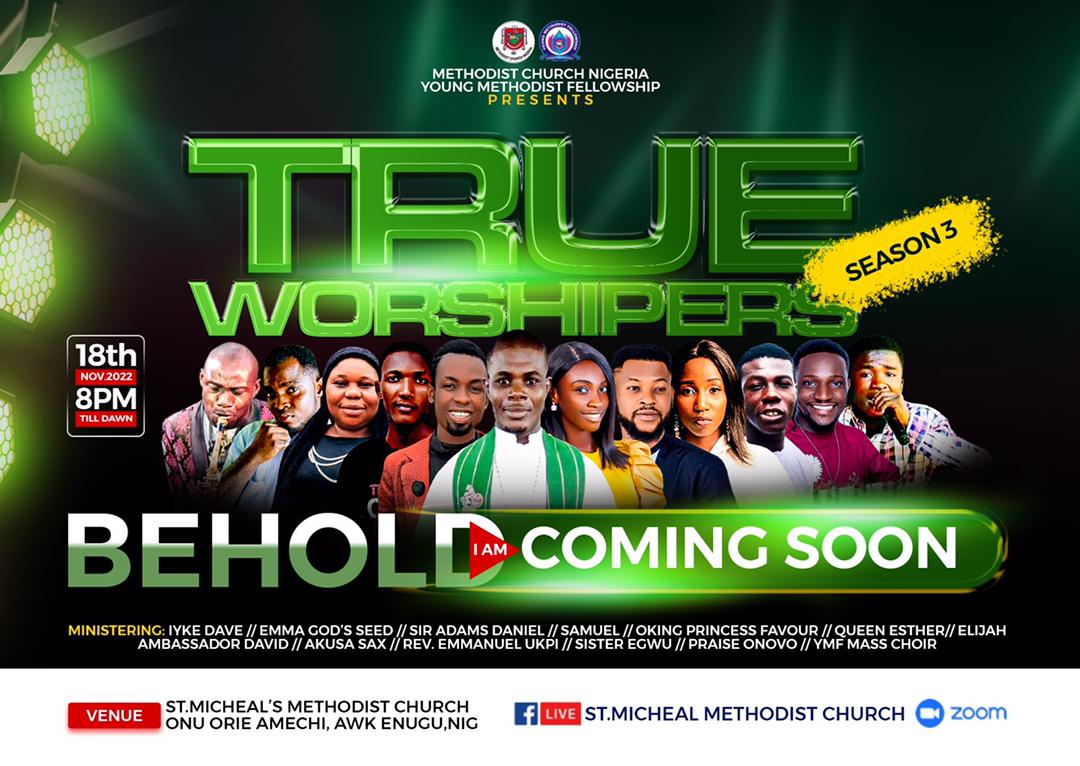 METHODIST CHURCH NIGERIA
YOUNG METHODIST FELLOWSHIP
PRESENTS
TRUE
WORSHIPERS
SEASON 3
18th
NOV.2022
8PM
TILL DAWN
BEHOLD I AM COMING SOON
MINISTERING: IYKE DAVE // EMMA GOD'S SEED // SIR ADAMS DANIEL // SAMUEL // OKING PRINCESS FAVOUR // QUEEN ESTHER// ELIJAH
AMBASSADOR DAVID // AKUSA SAX // REV. EMMANUEL UKPI // SISTER EGWU // PRAISE ONOVO // YMF MASS CHOIR
VENUE
ST.MICHEAL'S METHODIST CHURCH
ONU ORIE AMECHI, AWK ENUGU,NIG
LIVE ST.MICHEAL METHODIST CHURCH zoom